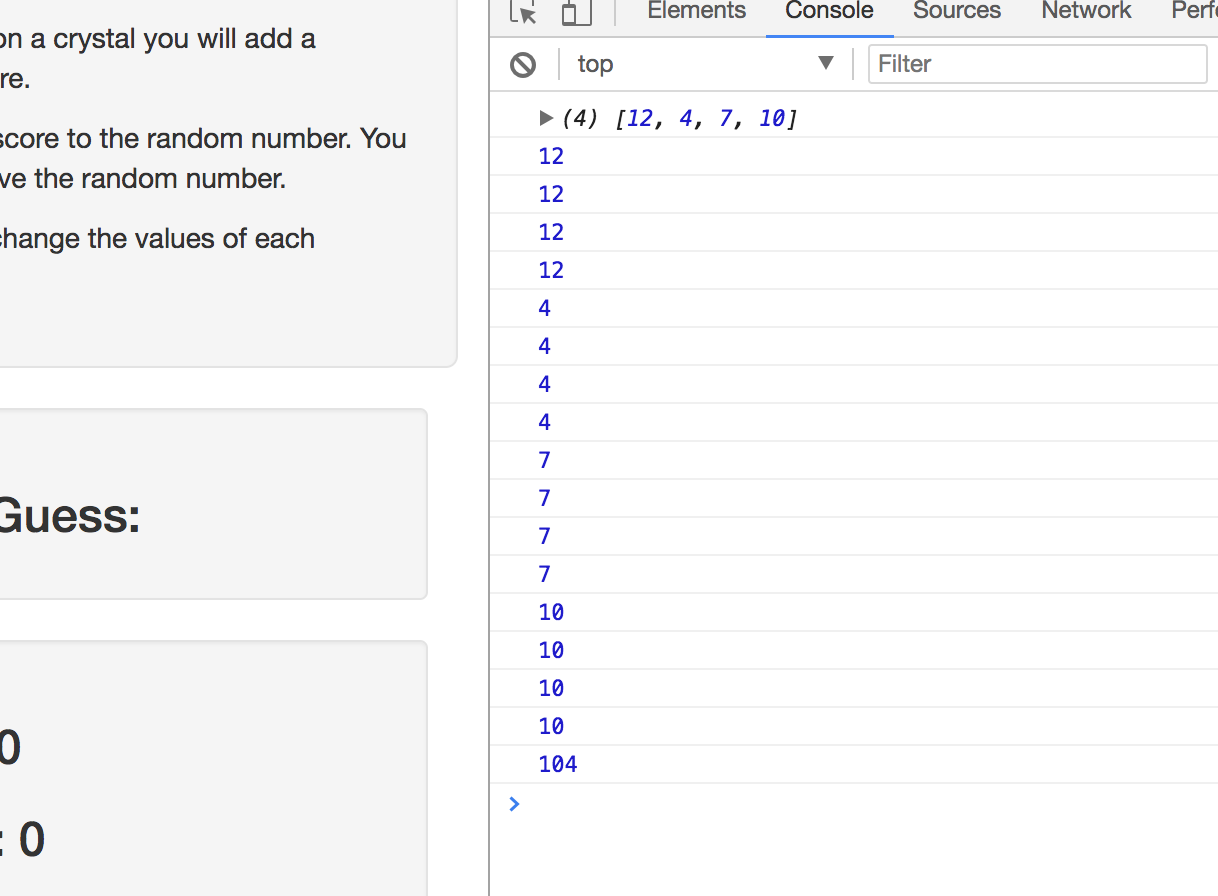 on a crystal you will add a
re.
score to the random number. You
ve the random number.
change the values of each
Guess:
0
: 0
Elements Console Sources Network Perf
top Filter
(4) [12, 4, 7, 10]
12
12
12
12
4
4
4
4
7
7
7
7
10
10
10
10
104